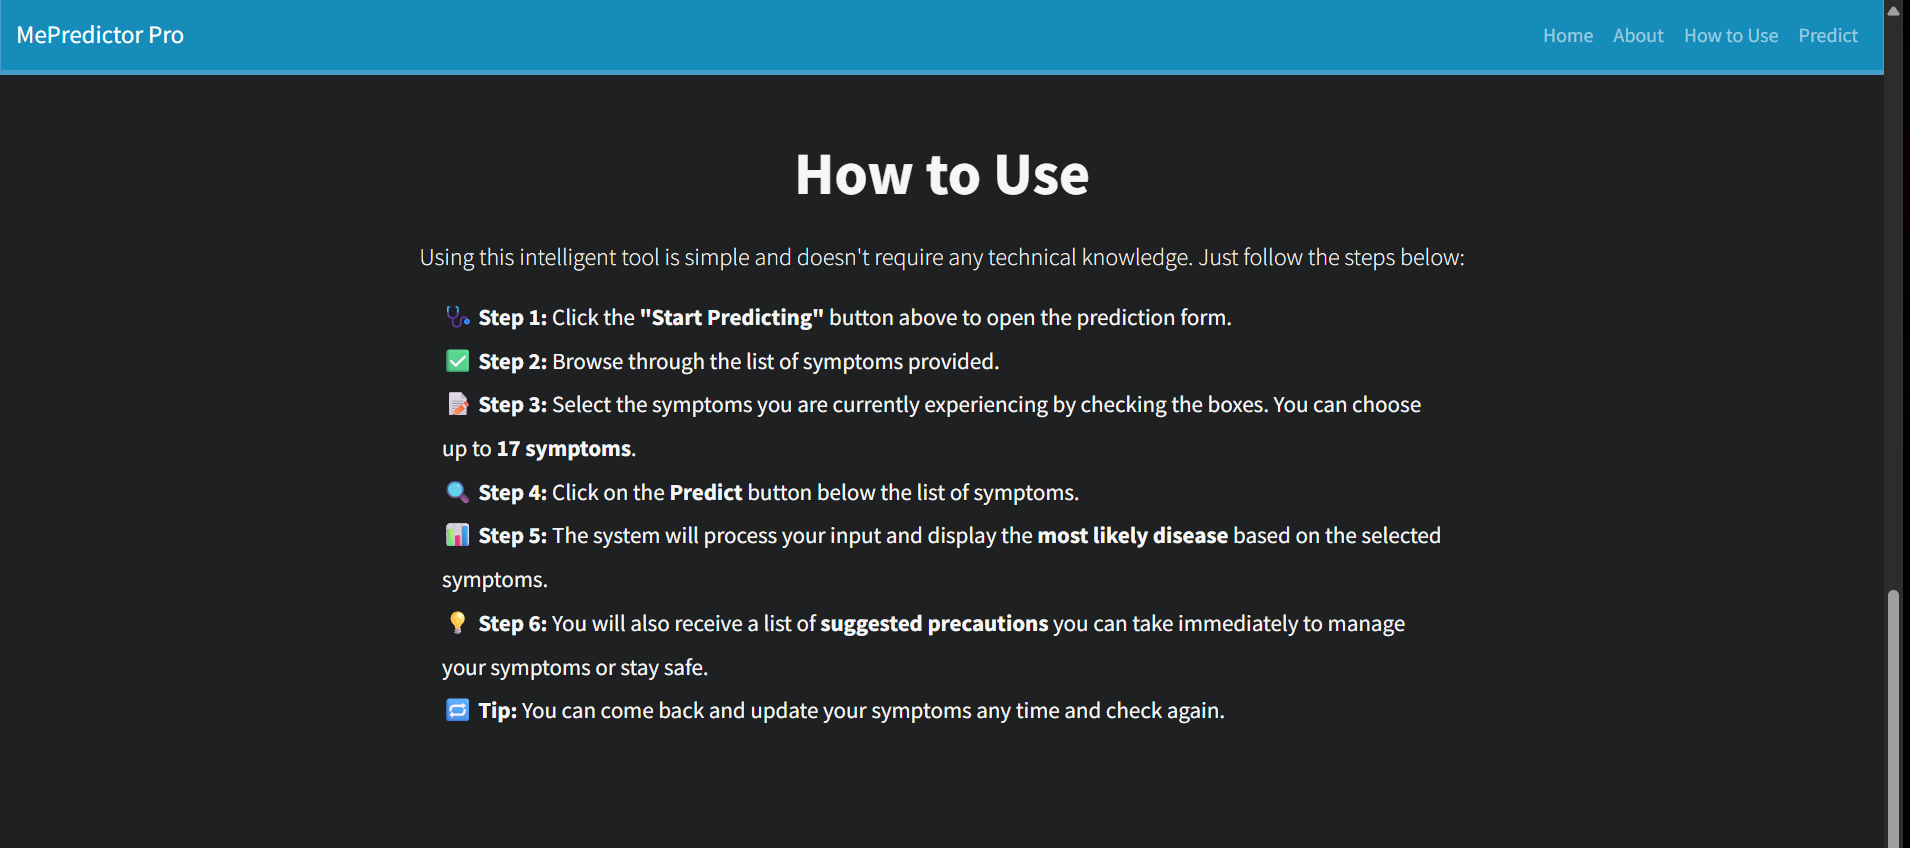 MePredictor Pro
Home About How to Use Predict
How to Use
Using this intelligent tool is simple and doesn't require any technical knowledge. Just follow the steps below:
Step 1: Click the "Start Predicting" button above to open the prediction form.
Step 2: Browse through the list of symptoms provided.
Step 3: Select the symptoms you are currently experiencing by checking the boxes. You can choose
up to 17 symptoms.
Step 4: Click on the Predict button below the list of symptoms.
Step 5: The system will process your input and display the most likely disease based on the selected
symptoms.
Step 6: You will also receive a list of suggested precautions you can take immediately to manage
your symptoms or stay safe.
Tip: You can come back and update your symptoms any time and check again.